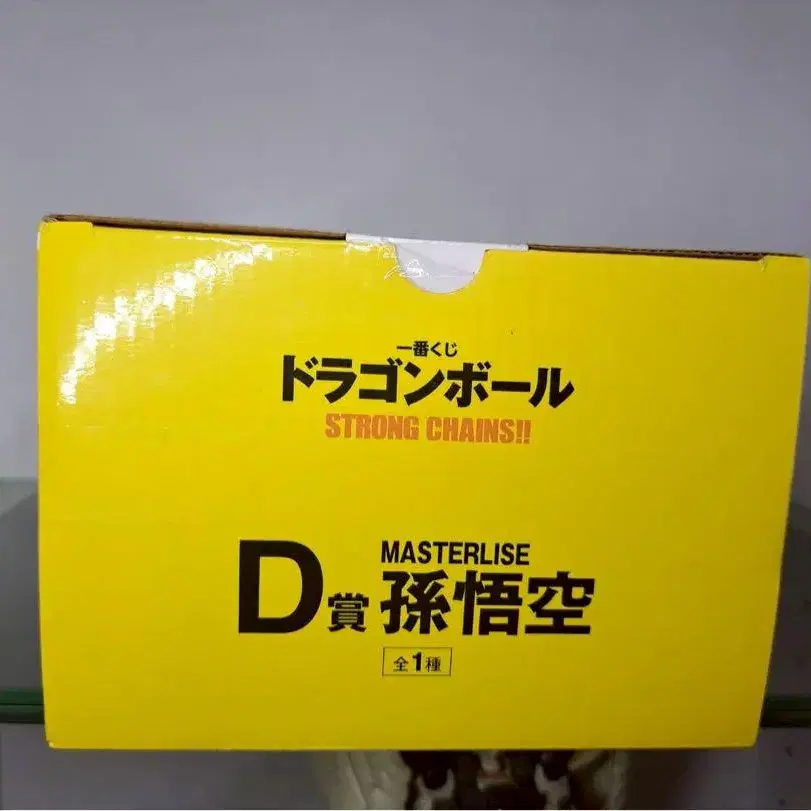 一番くじ
ドラゴンボール
STRONG CHAINS!!
MASTERLISE
D賞 孫悟空
全1種